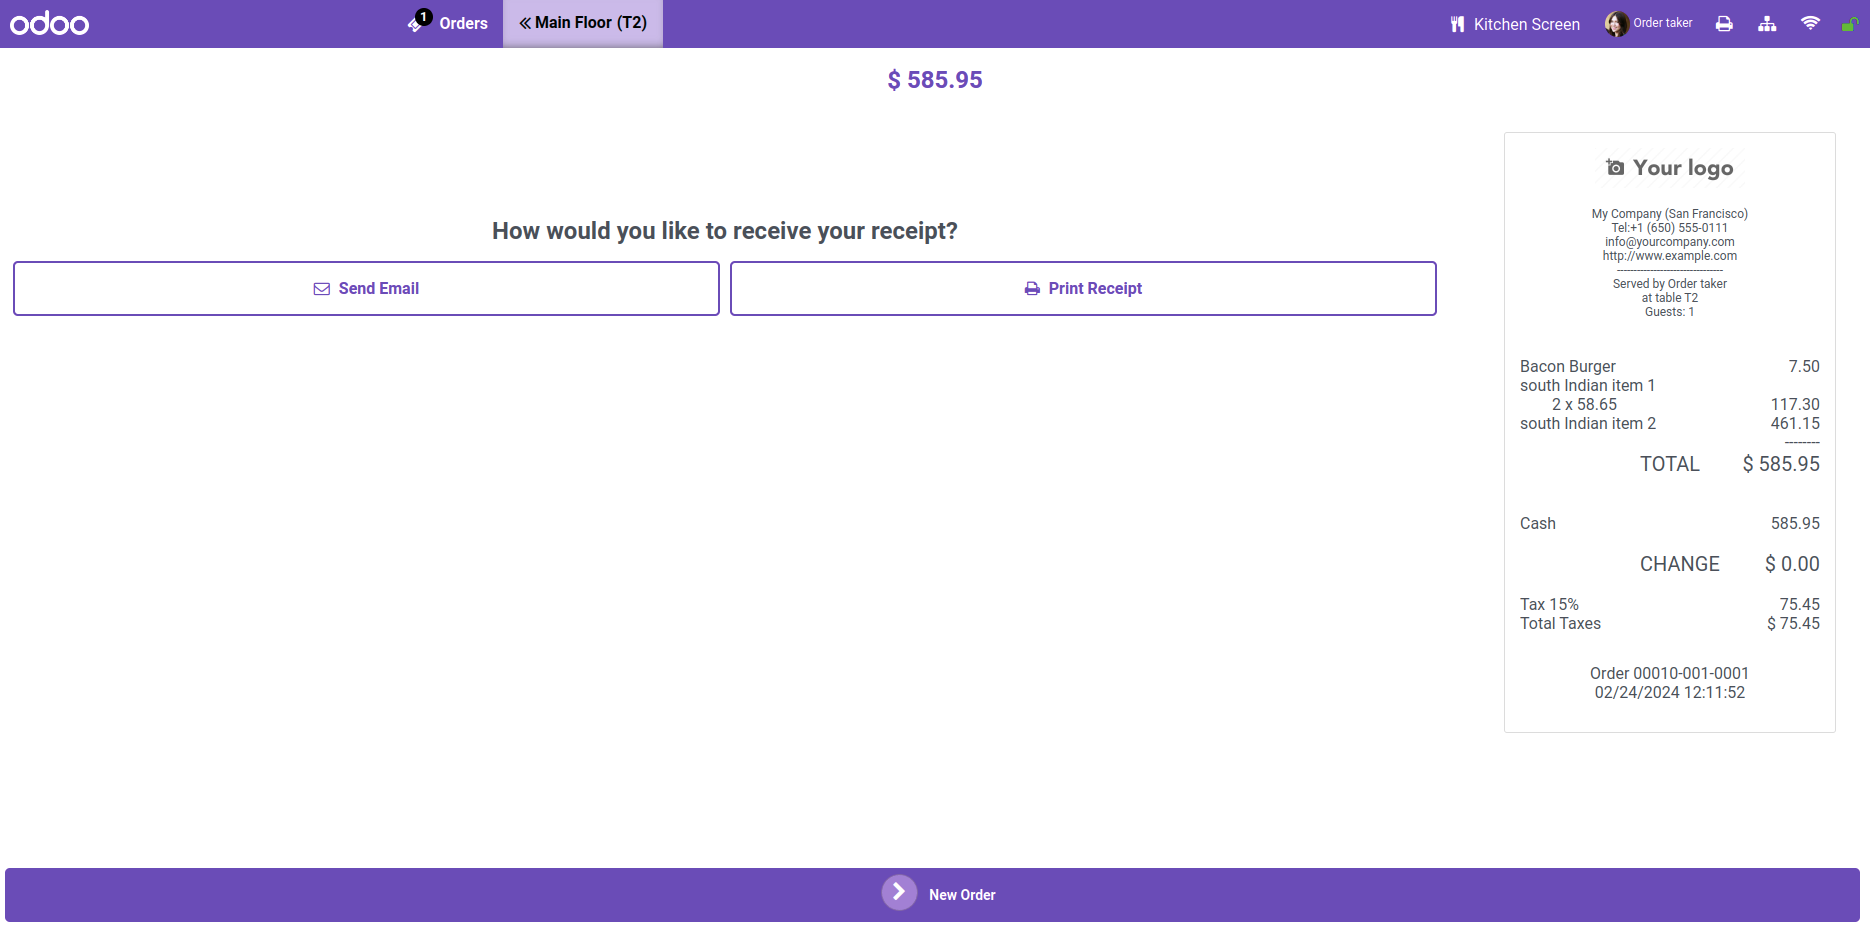 odoo
1
Orders
Main Floor (T2)
Kitchen Screen
Order taker
$ 585.95
How would you like to receive your receipt?
Send Email
Print Receipt
Your logo
My Company (San Francisco)
Tel:+1 (650) 555-0111
info@yourcompany.com
http://www.example.com
--------------------------------
Served by Order taker
at table T2
Guests: 1
Bacon Burger 7.50
south Indian item 1
2 x 58.65 117.30
south Indian item 2 461.15
--------
TOTAL $ 585.95
Cash 585.95
CHANGE $ 0.00
Tax 15% 75.45
Total Taxes $ 75.45
Order 00010-001-0001
02/24/2024 12:11:52
New Order